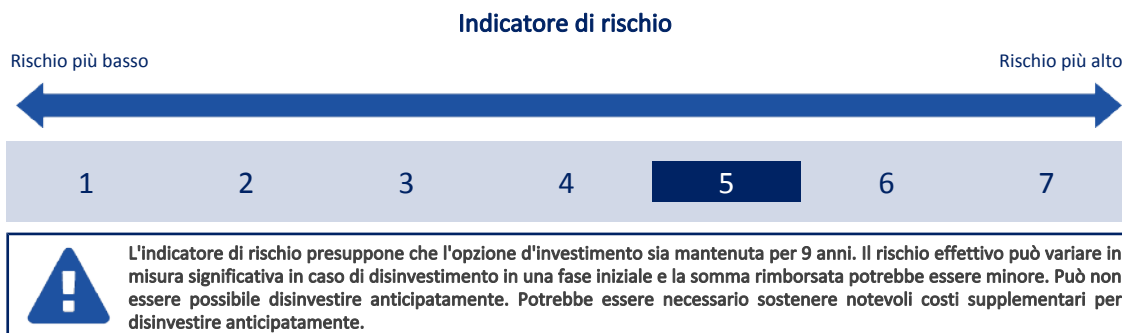 Indicatore di rischio
Rischio più basso
Rischio più alto
1 2 3 4 5 6 7
L'indicatore di rischio presuppone che l'opzione d'investimento sia mantenuta per 9 anni. Il rischio effettivo può variare in
misura significativa in caso di disinvestimento in una fase iniziale e la somma rimborsata potrebbe essere minore. Può non
essere possibile disinvestire anticipatamente. Potrebbe essere necessario sostenere notevoli costi supplementari per
disinvestire anticipatamente.